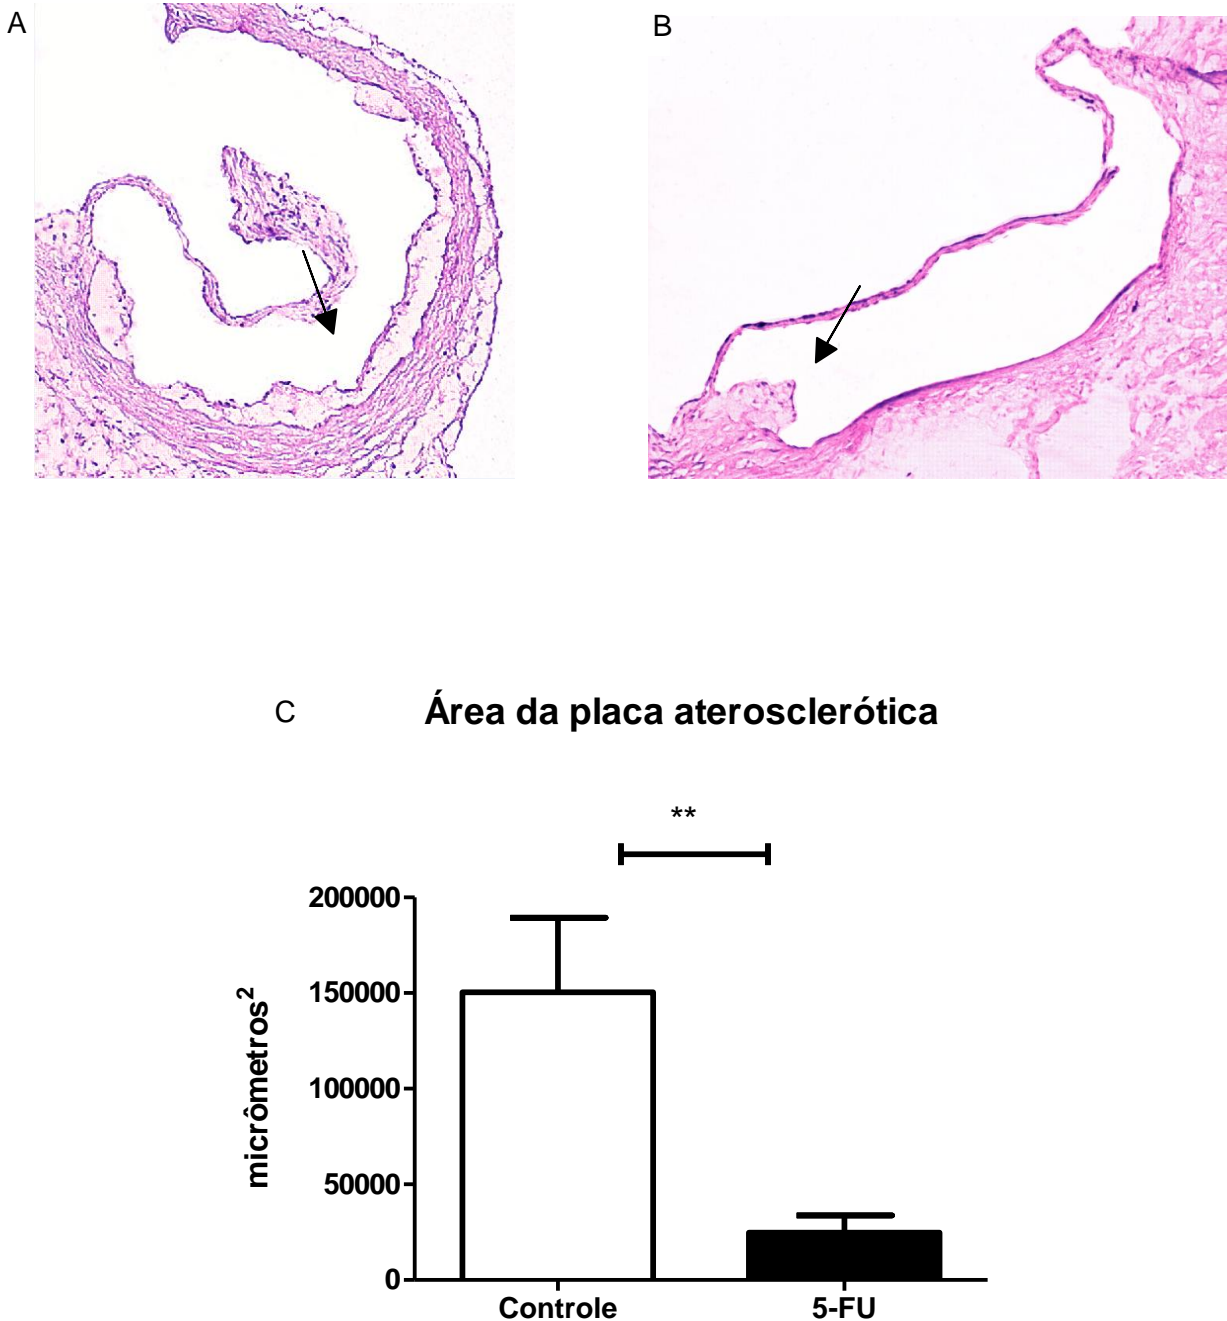 A
B
C
Área da placa aterosclerótica
**
200000
150000
100000
50000
0
micrômetros²
Controle
5-FU